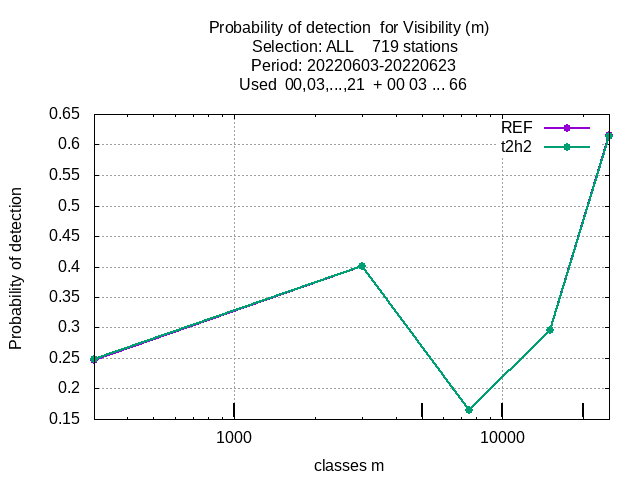 Probability of detection  for Visibility (m)
Selection: ALL    719 stations
Period: 20220603-20220623
Used  00,03,...,21  + 00 03 ... 66
REF
t2h2
0.65
0.6
0.55
0.5
0.45
0.4
0.35
0.3
0.25
0.2
0.15
Probability of detection
1000
10000
classes m